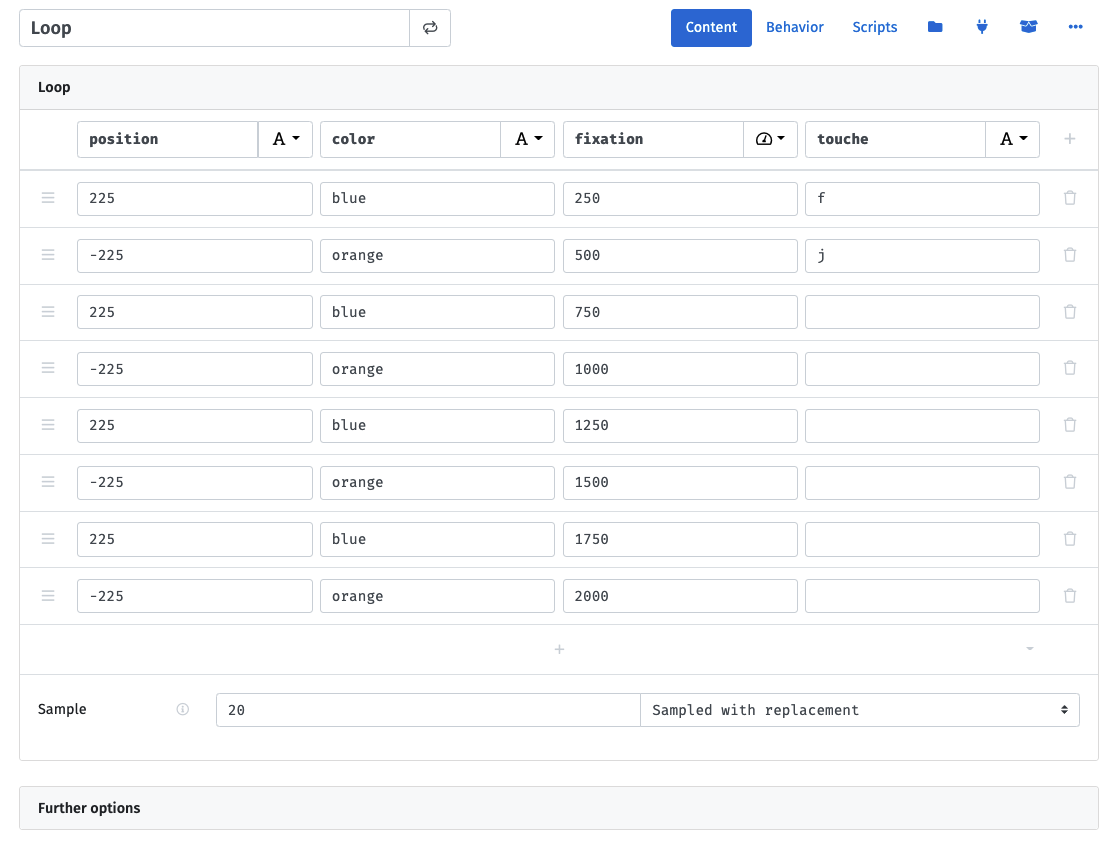 Loop
Content Behavior Scripts
Loop
position A color A fixation touche A
225 blue 250 f
-225 orange 500 j
225 blue 750
-225 orange 1000
225 blue 1250
-225 orange 1500
225 blue 1750
-225 orange 2000
Sample 20 Sampled with replacement
Further options